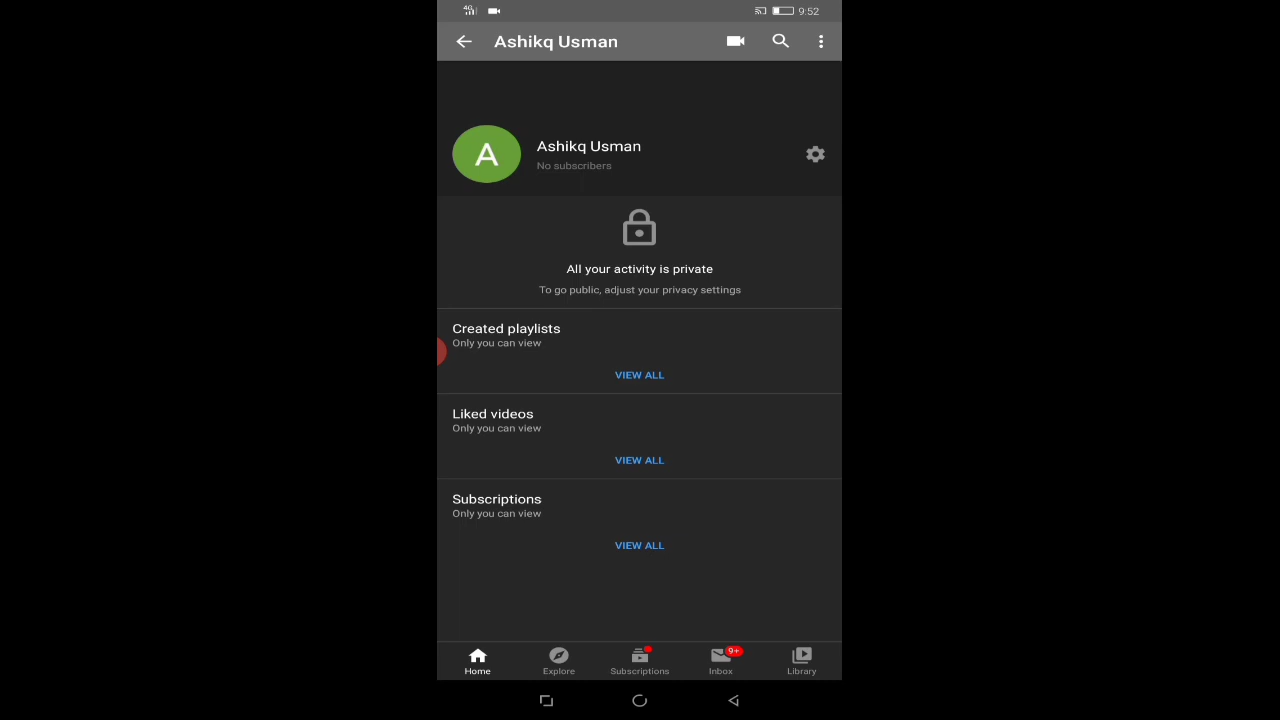 4G 9:52
Ashikq Usman
A
Ashikq Usman
No subscribers
All your activity is private
To go public, adjust your privacy settings
Created playlists
Only you can view
VIEW ALL
Liked videos
Only you can view
VIEW ALL
Subscriptions
Only you can view
VIEW ALL
9+
Home Explore Subscriptions Inbox Library